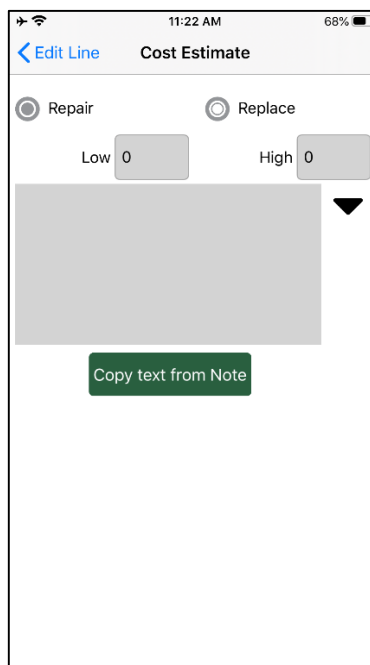 11:22 AM 68%
Edit Line Cost Estimate
Repair Replace
Low 0 High 0
Copy text from Note